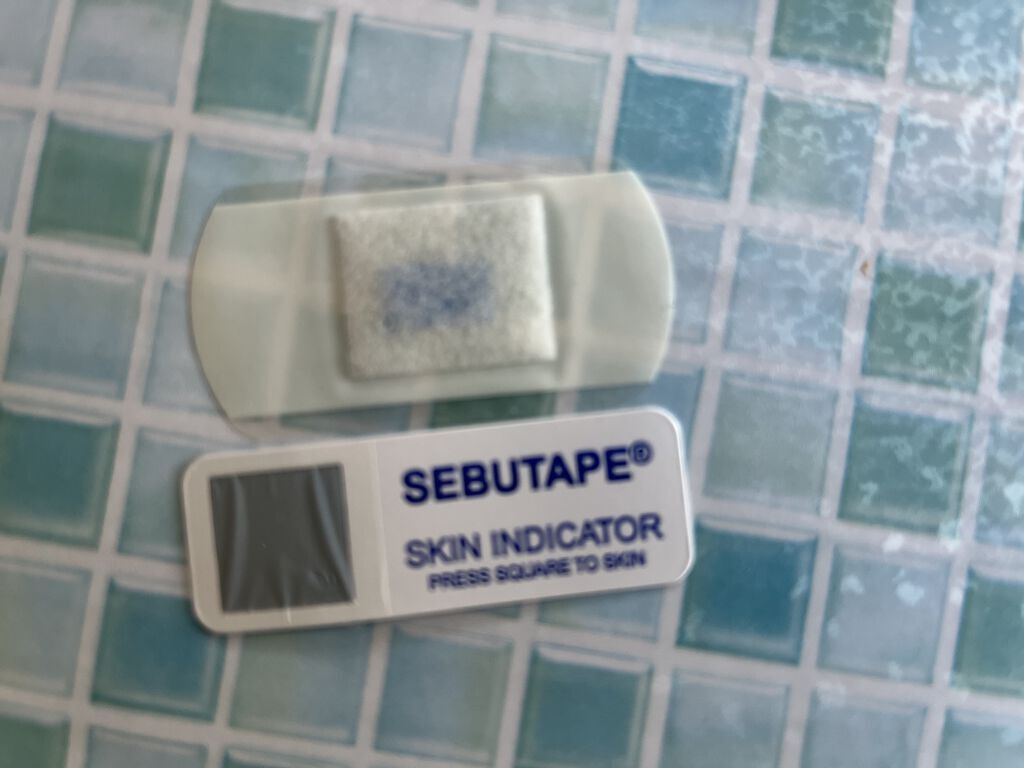 SEBUTAPE®
SKIN INDICATOR
PRESS SQUARE TO SKIN